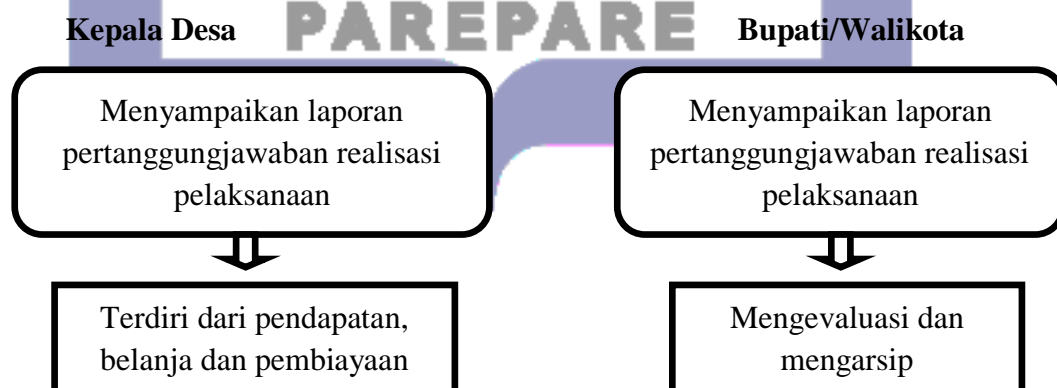 PAREPARE
Kepala Desa
Bupati/Walikota
Menyampaikan laporan
pertanggungjawaban realisasi
pelaksanaan
Menyampaikan laporan
pertanggungjawaban realisasi
pelaksanaan
Terdiri dari pendapatan,
belanja dan pembiayaan
Mengevaluasi dan
mengarsip